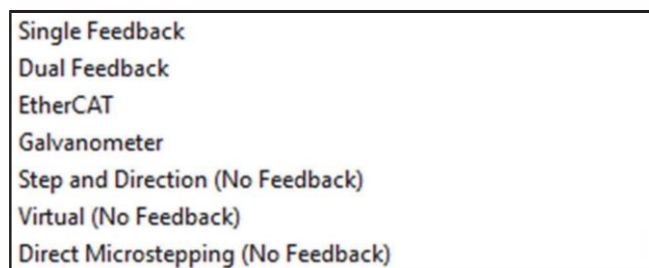 Single Feedback
Dual Feedback
EtherCAT
Galvanometer
Step and Direction (No Feedback)
Virtual (No Feedback)
Direct Microstepping (No Feedback)